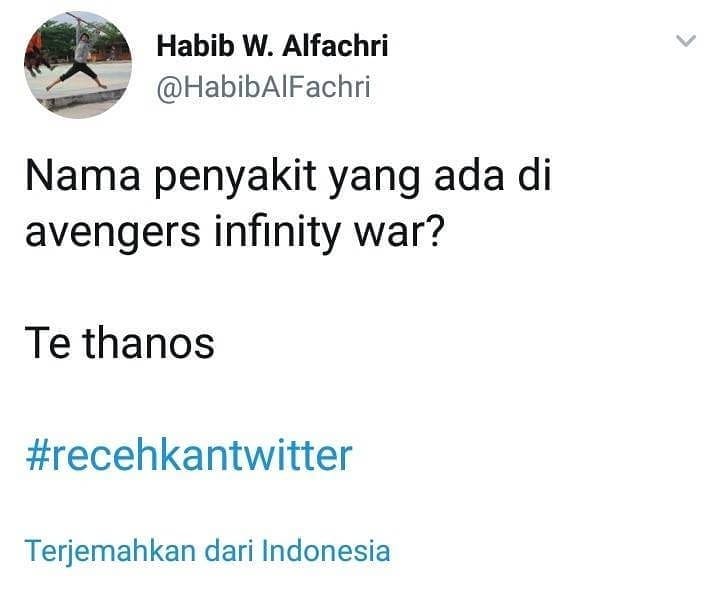 Habib W. Alfachri
@HabibAlFachri
Nama penyakit yang ada di
avengers infinity war?
Te thanos
#recehkantwitter
Terjemahkan dari Indonesia